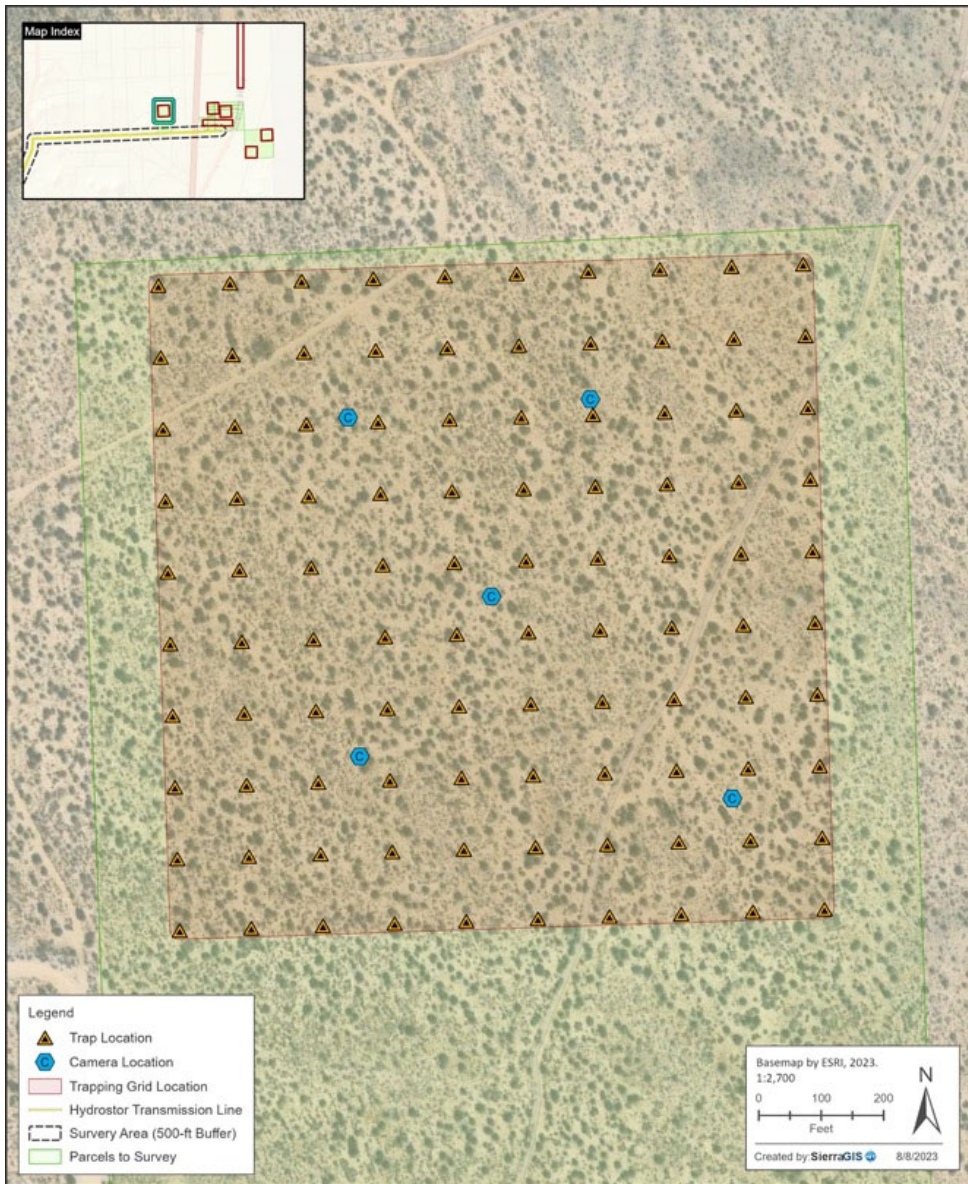 Map Index
Legend
Trap Location
C Camera Location
Trapping Grid Location
Hydrostor Transmission Line
Survery Area (500-ft Buffer)
Parcels to Survey
Basemap by ESRI, 2023.
1:2,700
N
0 100 200
Feet
Created by: SierraGIS 8/8/2023
C
C
C
C
C